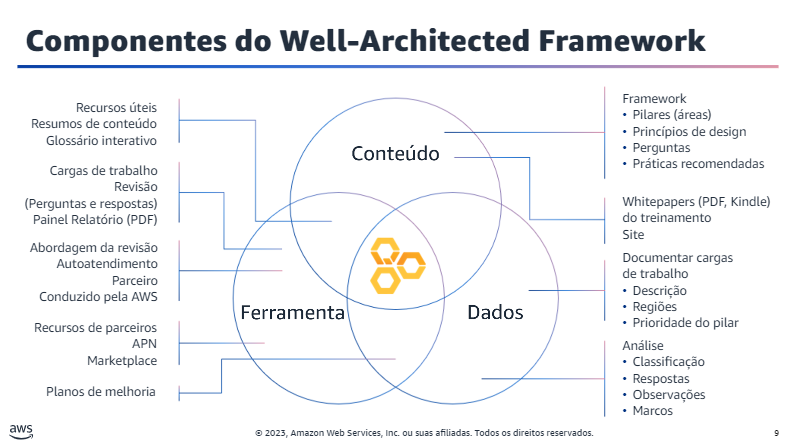 Componentes do Well-Architected Framework
Recursos úteis
Resumos de conteúdo
Glossário interativo
Cargas de trabalho
Revisão
(Perguntas e respostas)
Painel Relatório (PDF)
Abordagem da revisão
Autoatendimento
Parceiro
Conduzido pela AWS
Recursos de parceiros
APN
Marketplace
Planos de melhoria
Conteúdo
Ferramenta
Dados
Framework
• Pilares (áreas)
• Princípios de design
• Perguntas
• Práticas recomendadas
Whitepapers (PDF, Kindle)
do treinamento
Site
Documentar cargas
de trabalho
• Descrição
• Regiões
• Prioridade do pilar
Análise
• Classificação
• Respostas
• Observações
• Marcos
aws
© 2023, Amazon Web Services, Inc. ou suas afiliadas. Todos os direitos reservados.
9